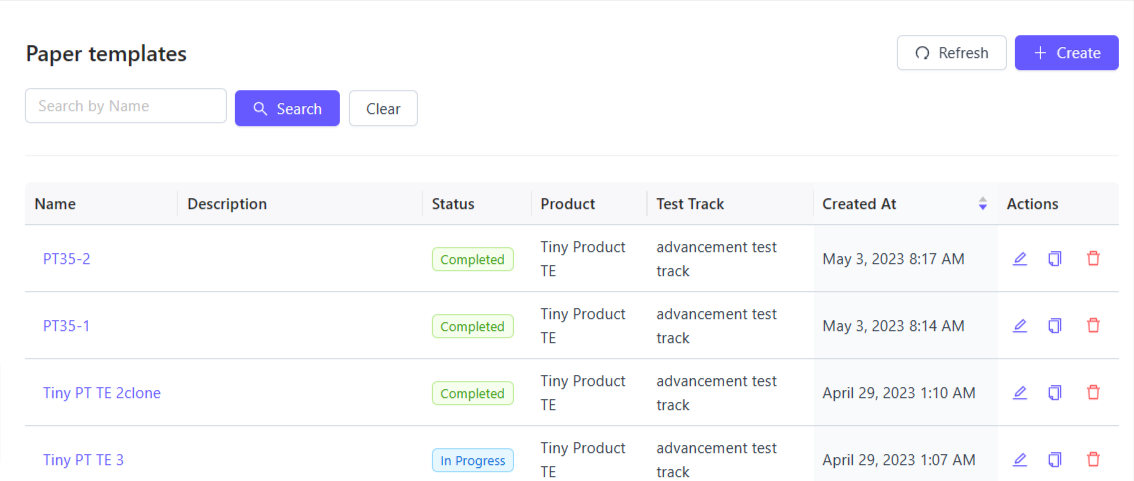 Paper templates
Refresh
Create
Search by Name
Search
Clear
Name Description Status Product Test Track Created At Actions
PT35-2 Completed Tiny Product TE advancement test track May 3, 2023 8:17 AM
PT35-1 Completed Tiny Product TE advancement test track May 3, 2023 8:14 AM
Tiny PT TE 2clone Completed Tiny Product TE advancement test track April 29, 2023 1:10 AM
Tiny PT TE 3 In Progress Tiny Product TE advancement test track April 29, 2023 1:07 AM